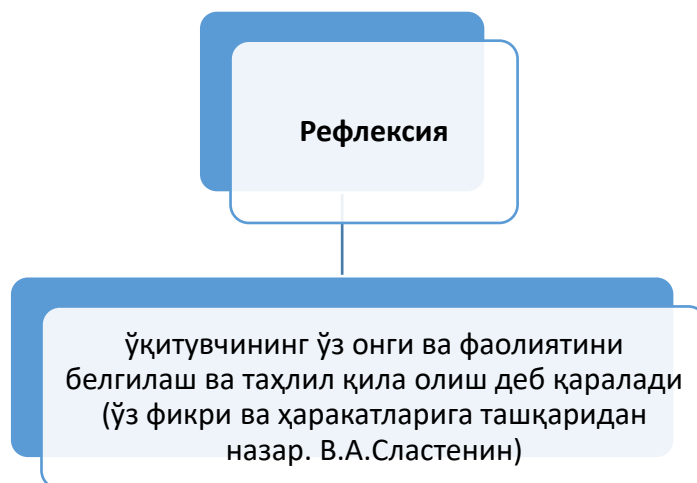 Рефлексия
ўқитувчининг ўз онги ва фаолиятини
белгилаш ва таҳлил қила олиш деб қаралади
(ўз фикри ва ҳаракатларига ташқаридан
назар. В.А.Сластенин)